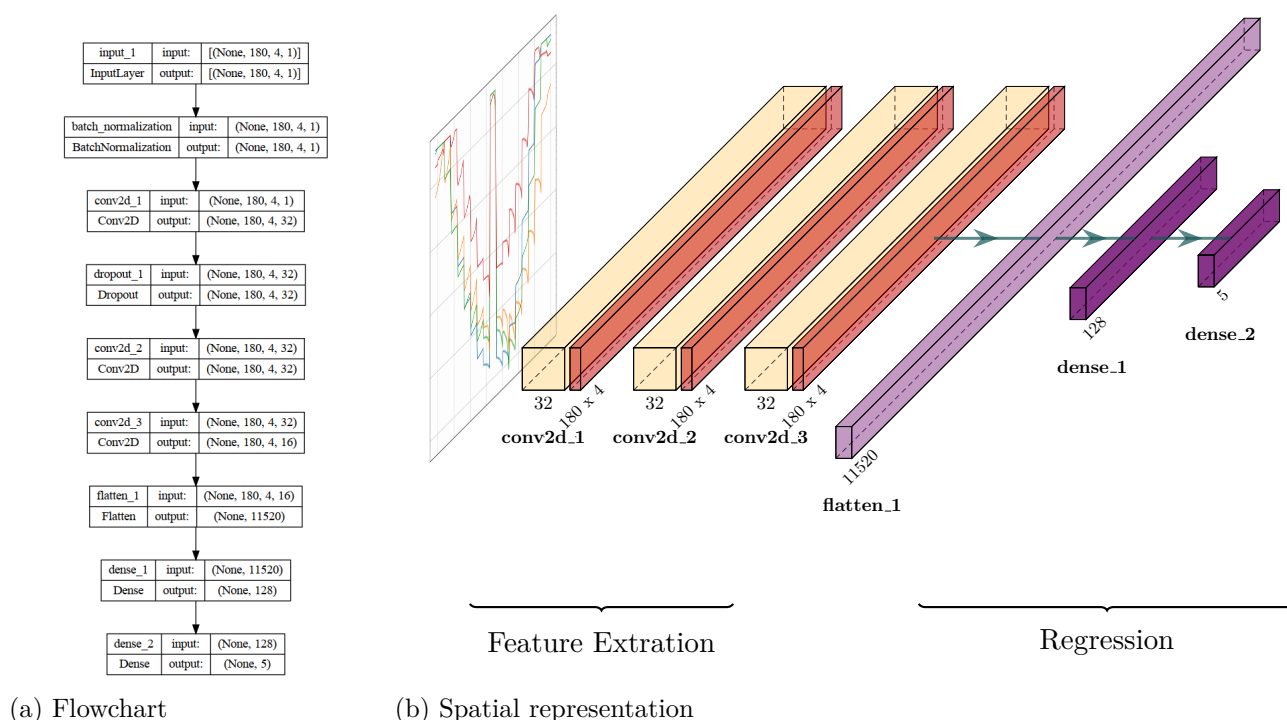 input_1 input: [(None, 180, 4, 1)]
InputLayer output: [(None, 180, 4, 1)]
batch_normalization input: (None, 180, 4, 1)
BatchNormalization output: (None, 180, 4, 1)
conv2d_1 input: (None, 180, 4, 1)
Conv2D output: (None, 180, 4, 32)
dropout_1 input: (None, 180, 4, 32)
Dropout output: (None, 180, 4, 32)
conv2d_2 input: (None, 180, 4, 32)
Conv2D output: (None, 180, 4, 32)
conv2d_3 input: (None, 180, 4, 32)
Conv2D output: (None, 180, 4, 16)
flatten_1 input: (None, 180, 4, 16)
Flatten output: (None, 11520)
dense_1 input: (None, 11520)
Dense output: (None, 128)
dense_2 input: (None, 128)
Dense output: (None, 5)
(a) Flowchart
32
180 x 4
conv2d_1
32
180 x 4
conv2d_2
32
180 x 4
conv2d_3
11520
flatten_1
128
dense_1
5
dense_2
Feature Extration
Regression
(b) Spatial representation